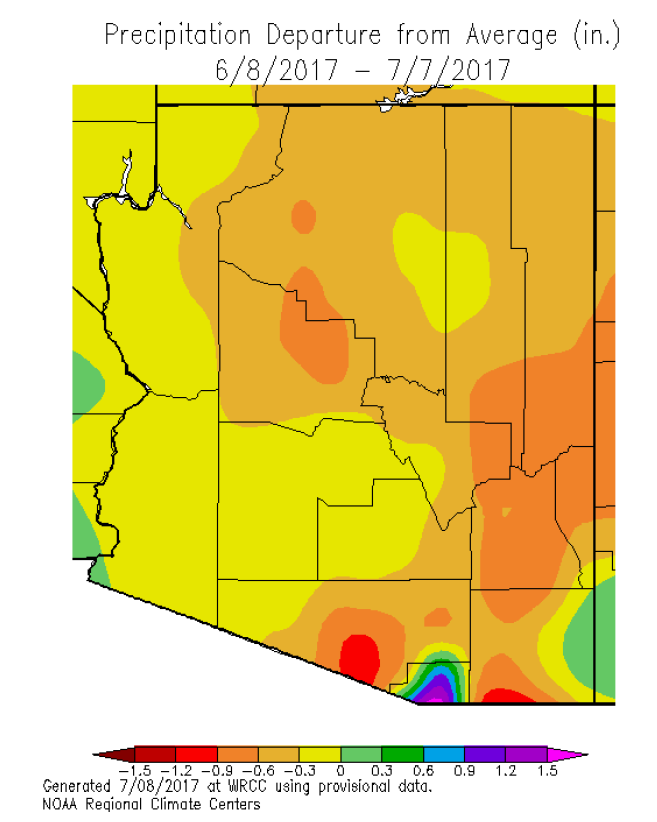 Precipitation Departure from Average (in.)
6/8/2017 – 7/7/2017
−1.5 −1.2 −0.9 −0.6 −0.3 0 0.3 0.6 0.9 1.2 1.5
Generated 7/08/2017 at WRCC using provisional data.
NOAA Regional Climate Centers